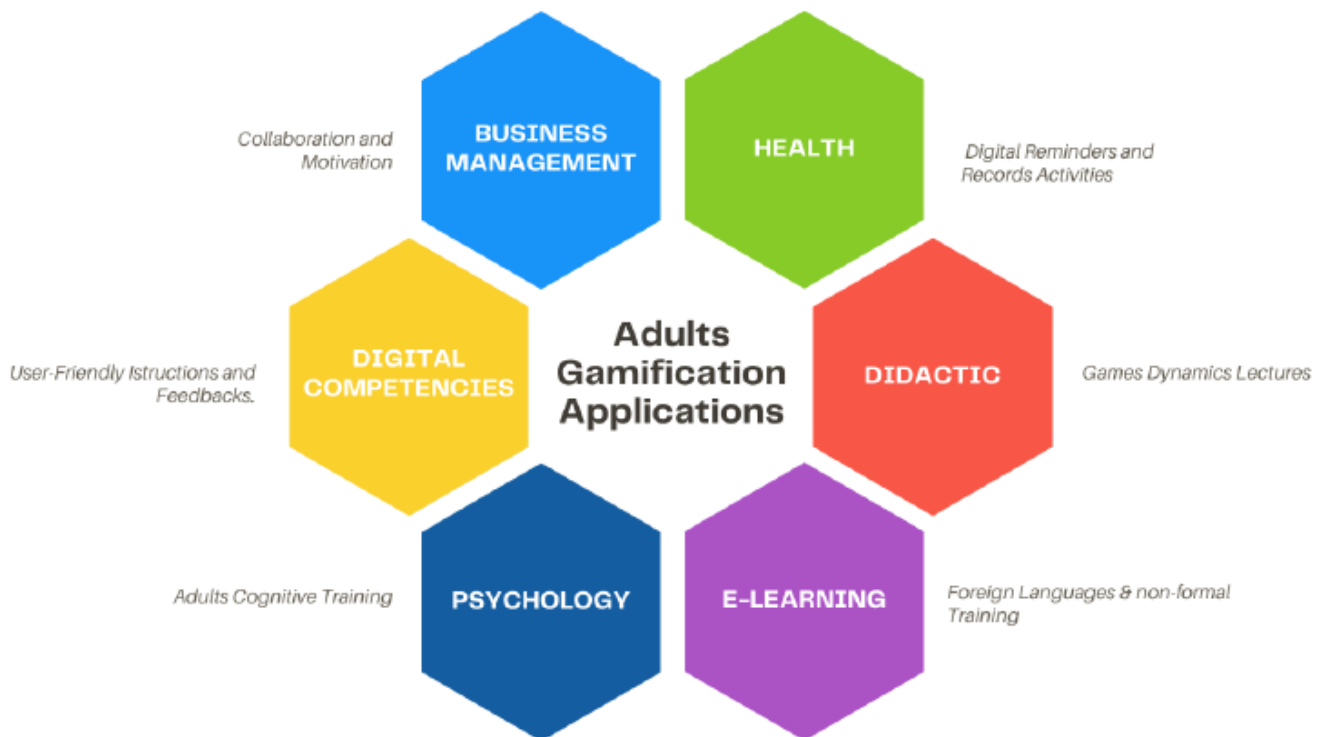 Collaboration and
Motivation
BUSINESS
MANAGEMENT
HEALTH
Digital Reminders and
Records Activities
User-Friendly Istructions and
Feedbacks.
DIGITAL
COMPETENCIES
Adults
Gamification
Applications
DIDACTIC
Games Dynamics Lectures
Adults Cognitive Training
PSYCHOLOGY
E-LEARNING
Foreign Languages & non-formal
Training